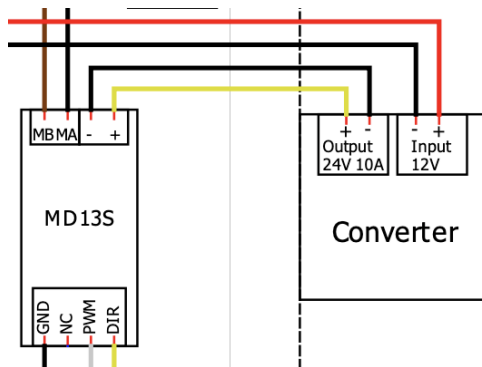 MB MA - +
+ -
Output
24V 10A
- +
Input
12V
MD13S
Converter
GND
NC
PWM
DIR